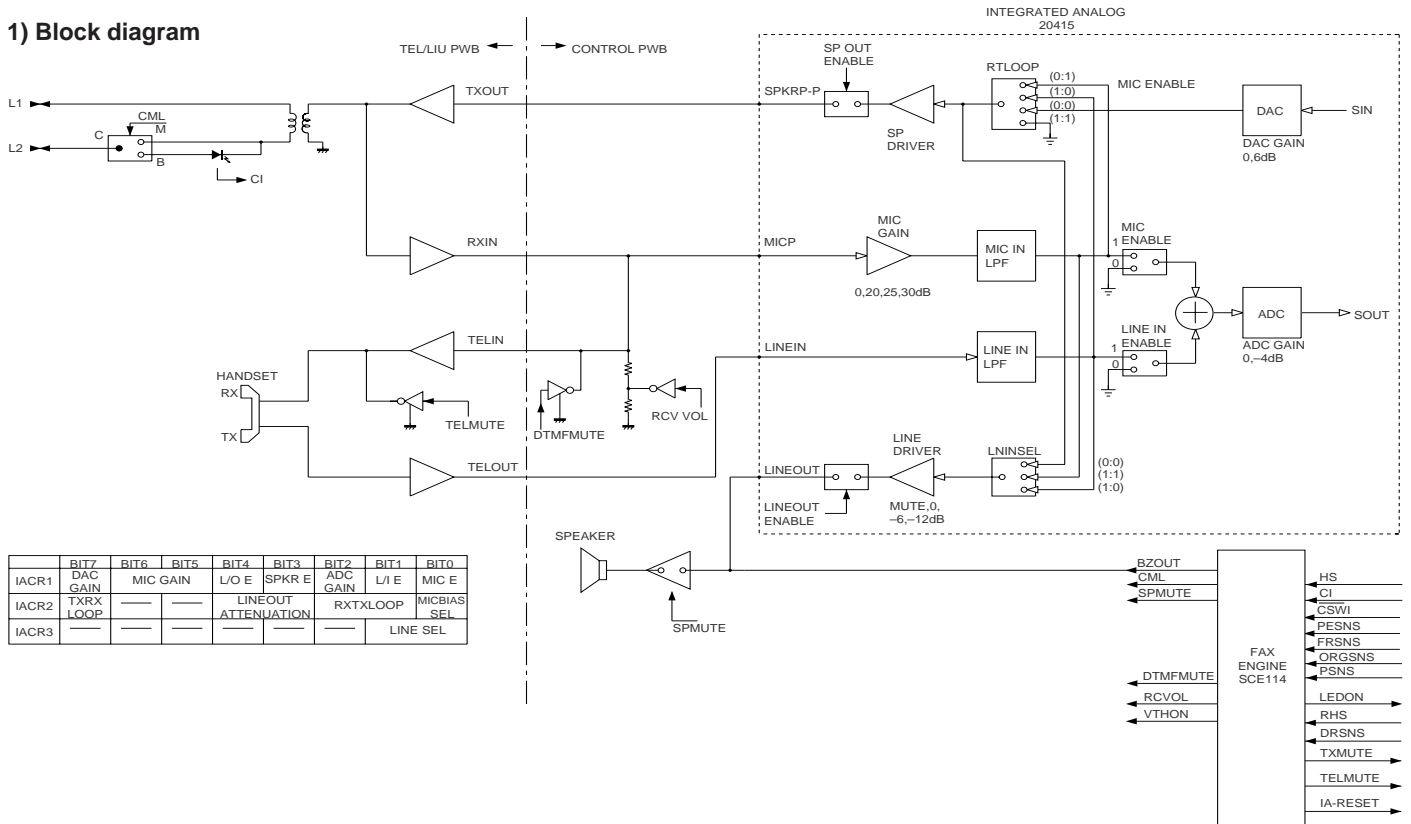 1) Block diagram
INTEGRATED ANALOG
20415
TEL/LIU PWB
CONTROL PWB
SP OUT
ENABLE
RTLOOP
(0:1)
(1:0)
(0:0)
(1:1)
MIC ENABLE
L1
L2
CML
C
M
B
CI
TXOUT
SPKRP-P
SP
DRIVER
DAC
SIN
DAC GAIN
0,6dB
RXIN
MICP
MIC
GAIN
0,20,25,30dB
MIC IN
LPF
MIC
ENABLE
1
0
ADC
SOUT
ADC GAIN
0,–4dB
TELIN
LINEIN
LINE IN
LPF
LINE IN
ENABLE
1
0
HANDSET
RX
TX
TELMUTE
DTMFMUTE
RCV VOL
TELOUT
LINEOUT
LINE
DRIVER
LNINSEL
(0:0)
(1:1)
(1:0)
LINEOUT
ENABLE
MUTE,0,
–6,–12dB
SPEAKER
SPMUTE
BIT7 BIT6 BIT5 BIT4 BIT3 BIT2 BIT1 BIT0
IACR1 DAC GAIN MIC GAIN L/O E SPKR E ADC GAIN L/I E MIC E
IACR2 TXRX LOOP — — LINEOUT ATTENUATION RXTXLOOP MICBIAS SEL
IACR3 — — — — — — LINE SEL
BZOUT
CML
SPMUTE
DTMFMUTE
RCVOL
VTHON
FAX
ENGINE
SCE114
HS
CI
CSWI
PESNS
FRSNS
ORGSNS
PSNS
LEDON
RHS
DRSNS
TXMUTE
TELMUTE
IA-RESET